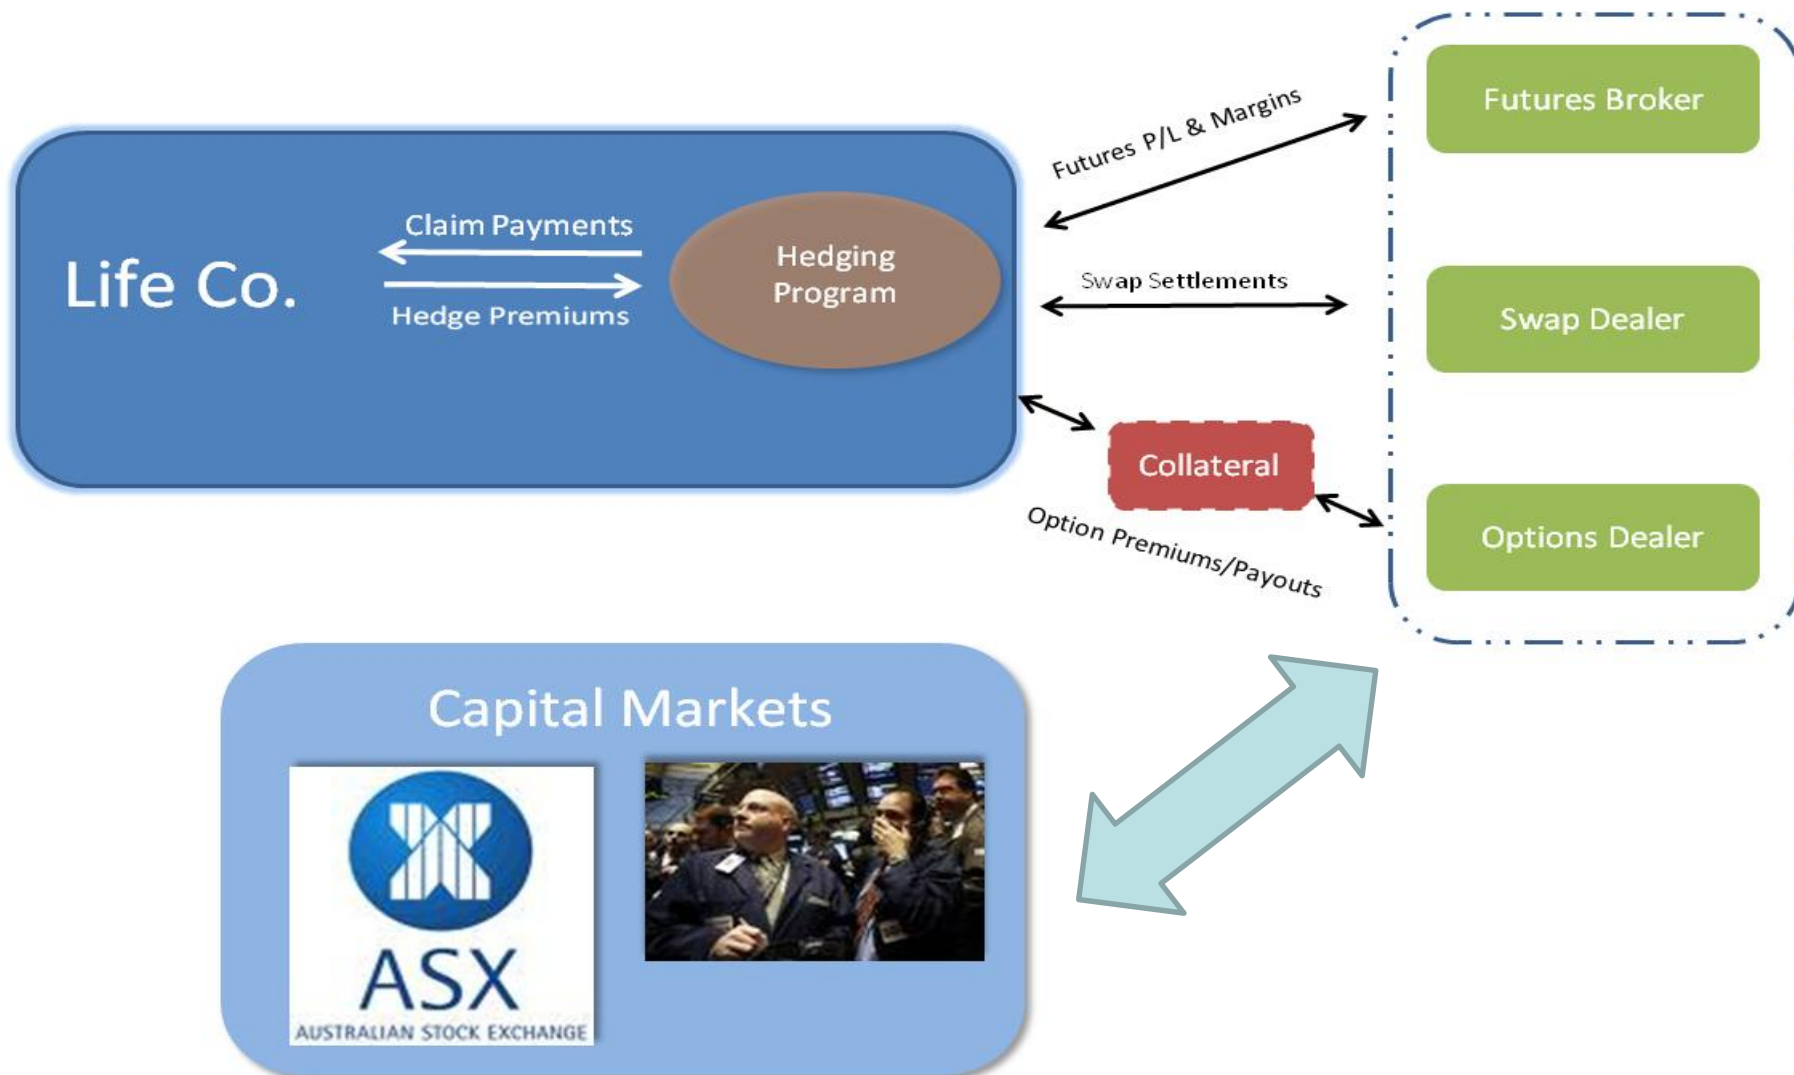 Futures Broker
Futures P/L & Margins
Life Co.
Claim Payments
Hedge Premiums
Hedging
Program
Swap Settlements
Swap Dealer
Collateral
Option Premiums/Payouts
Options Dealer
Capital Markets
ASX
AUSTRALIAN STOCK EXCHANGE